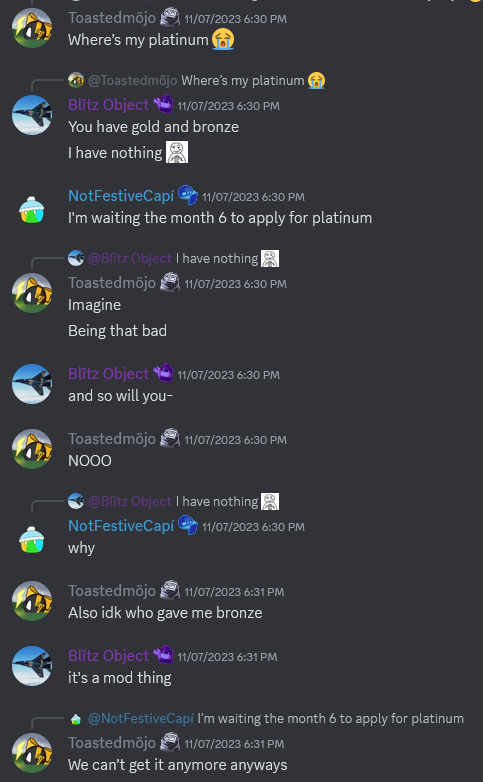 Toastedmöjo 11/07/2023 6:30 PM
Where’s my platinum 😭
@Toastedmöjo Where’s my platinum 😭
Blïtz Object 11/07/2023 6:30 PM
You have gold and bronze
I have nothing
NotFestiveCapí 11/07/2023 6:30 PM
I'm waiting the month 6 to apply for platinum
@Blïtz Object I have nothing
Toastedmöjo 11/07/2023 6:30 PM
Imagine
Being that bad
Blïtz Object 11/07/2023 6:30 PM
and so will you-
Toastedmöjo 11/07/2023 6:30 PM
NOOO
@Blïtz Object I have nothing
NotFestiveCapí 11/07/2023 6:30 PM
why
Toastedmöjo 11/07/2023 6:31 PM
Also idk who gave me bronze
Blïtz Object 11/07/2023 6:31 PM
it's a mod thing
@NotFestiveCapí I'm waiting the month 6 to apply for platinum
Toastedmöjo 11/07/2023 6:31 PM
We can’t get it anymore anyways